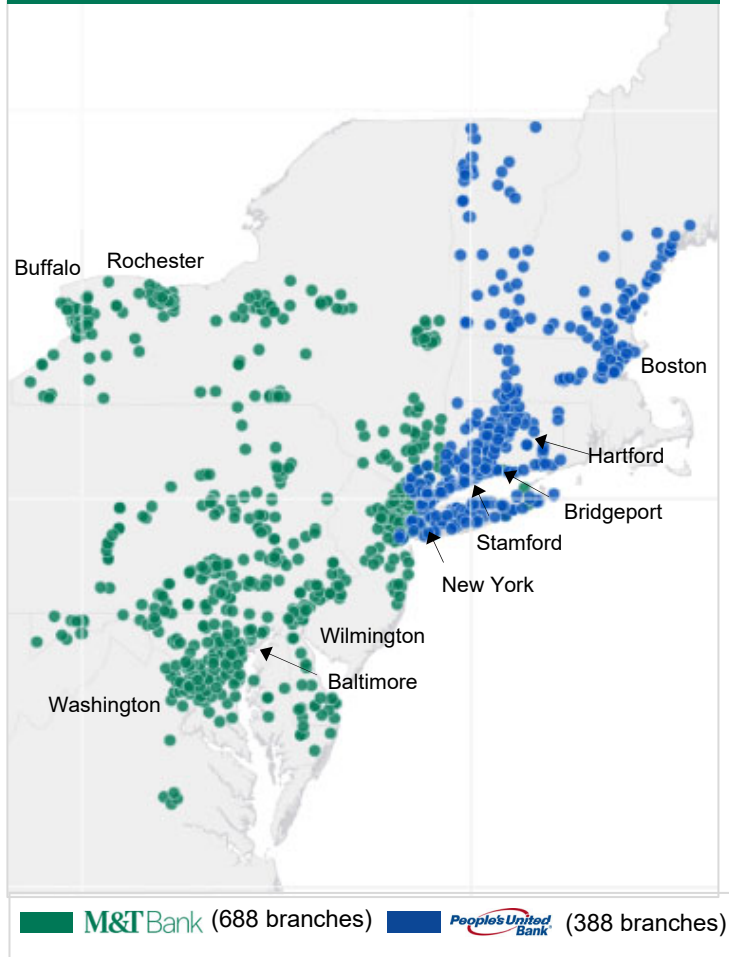 Buffalo
Rochester
Boston
Hartford
Bridgeport
Stamford
New York
Wilmington
Baltimore
Washington
M&T Bank (688 branches)
People's United
Bank (388 branches)